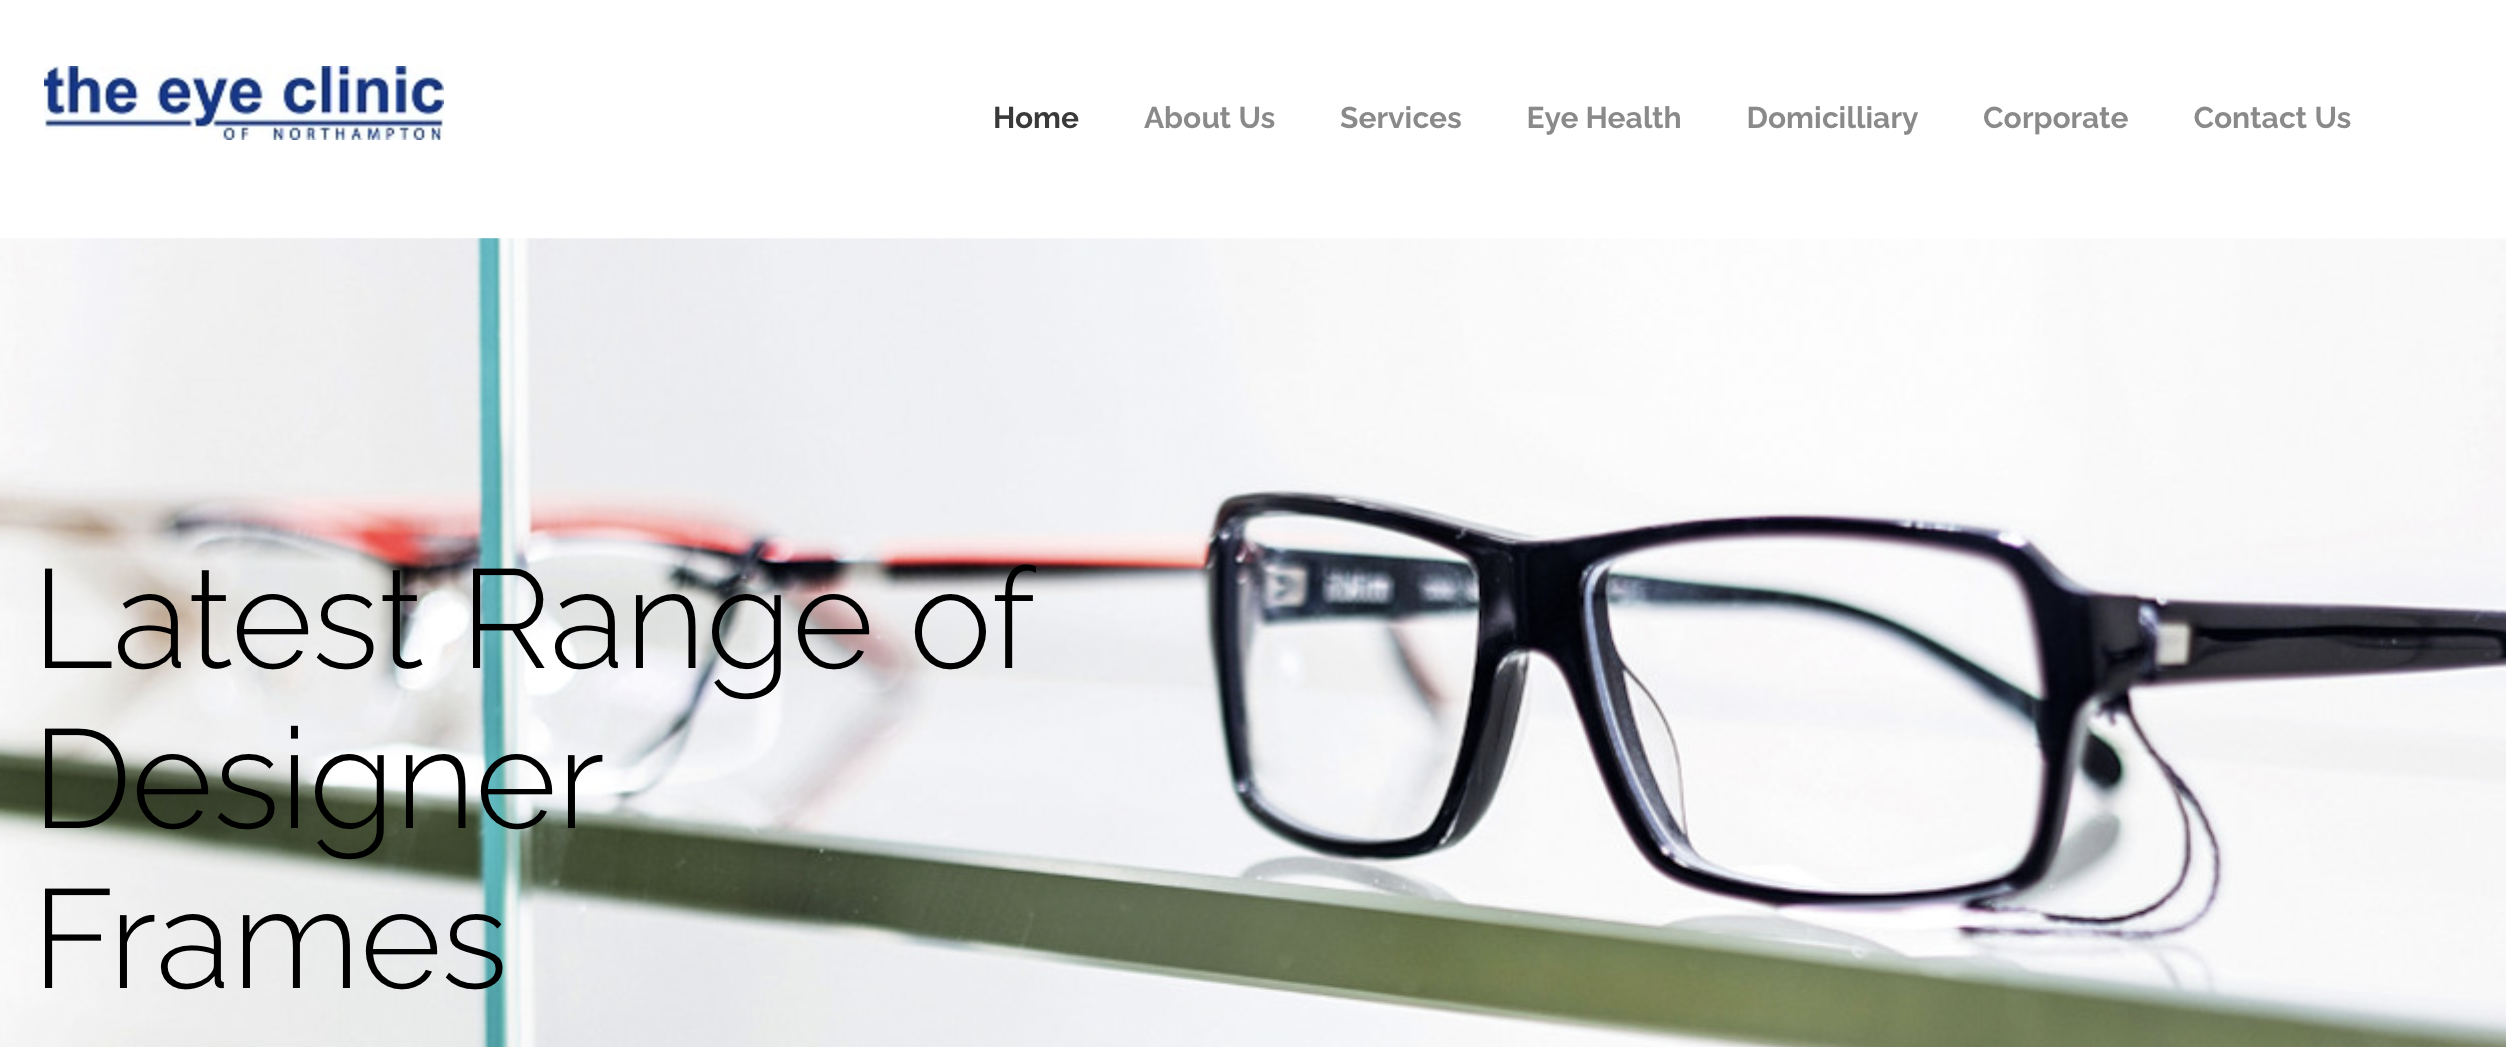 the eye clinic
OF NORTHAMPTON
Home About Us Services Eye Health Domicilliary Corporate Contact Us
Latest Range of
Designer
Frames